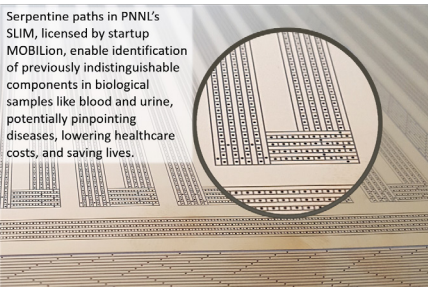 Serpentine paths in PNNL's
SLIM, licensed by startup
MOBILion, enable identification
of previously indistinguishable
components in biological
samples like blood and urine,
potentially pinpointing
diseases, lowering healthcare
costs, and saving lives.